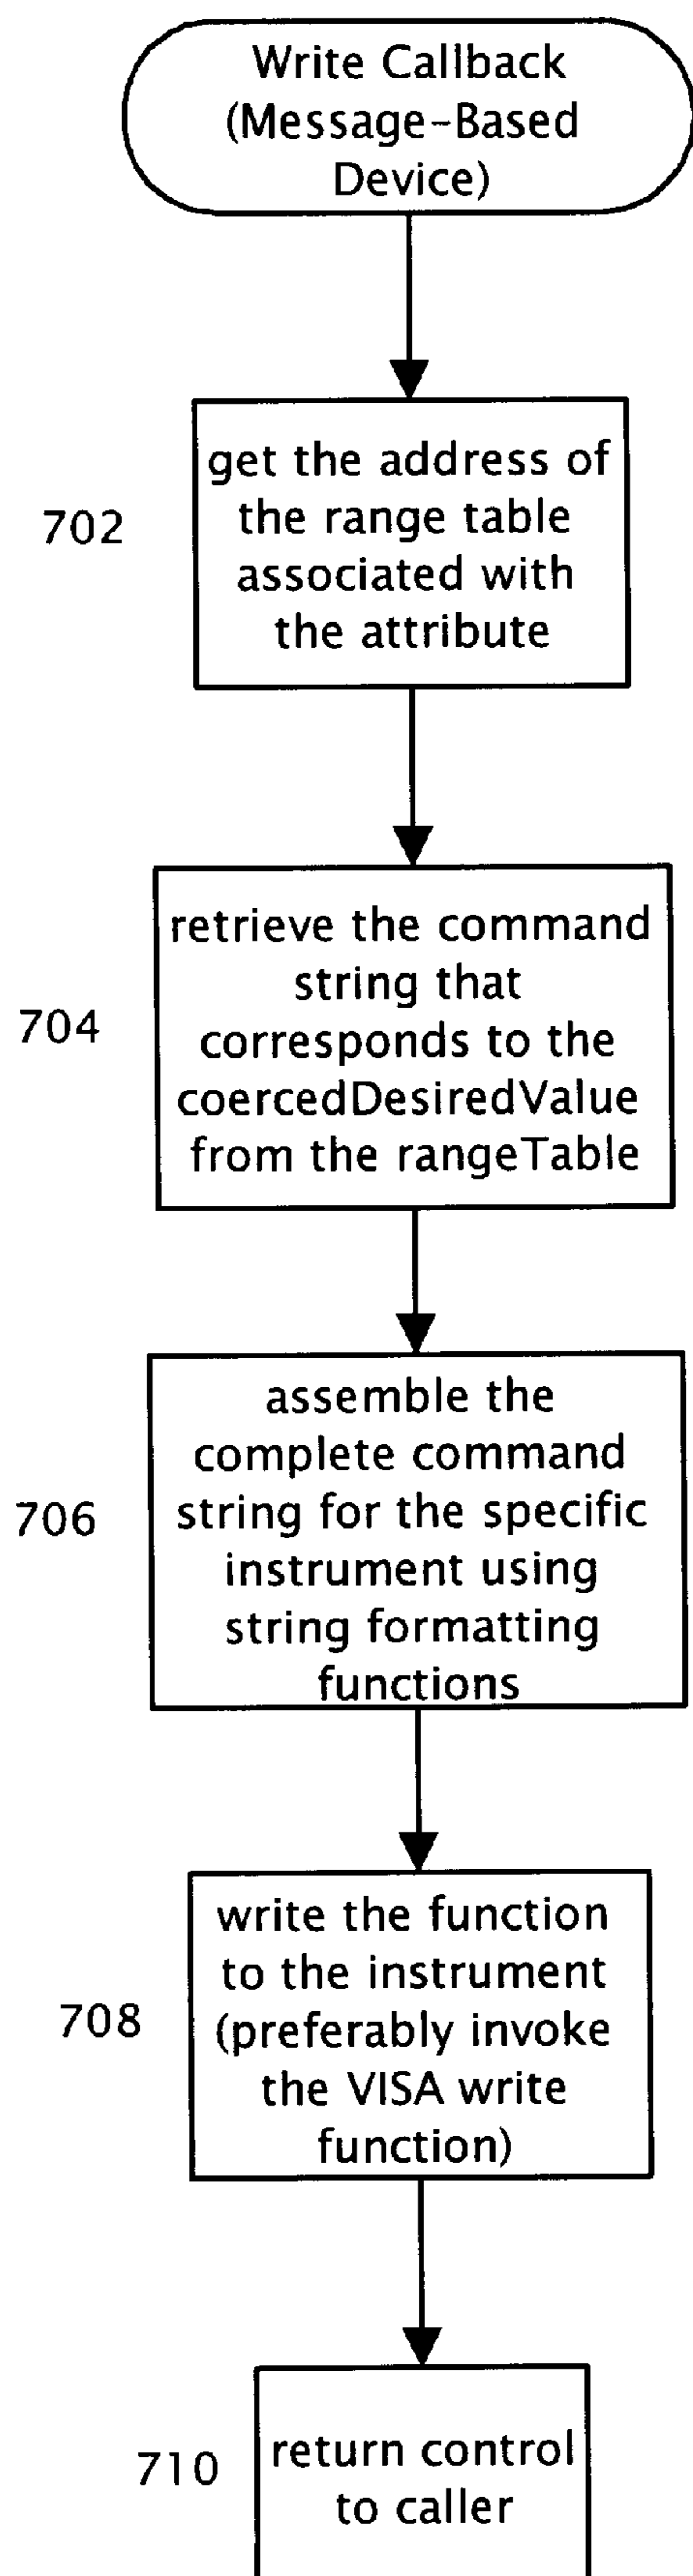 Write Callback
(Message-Based
Device)
get the address of
the range table
associated with
the attribute
702
retrieve the command
string that
corresponds to the
coercedDesiredValue
from the rangeTable
704
assemble the
complete command
string for the specific
instrument using
string formatting
functions
706
write the function
to the instrument
(preferably invoke
the VISA write
function)
708
return control
to caller
710